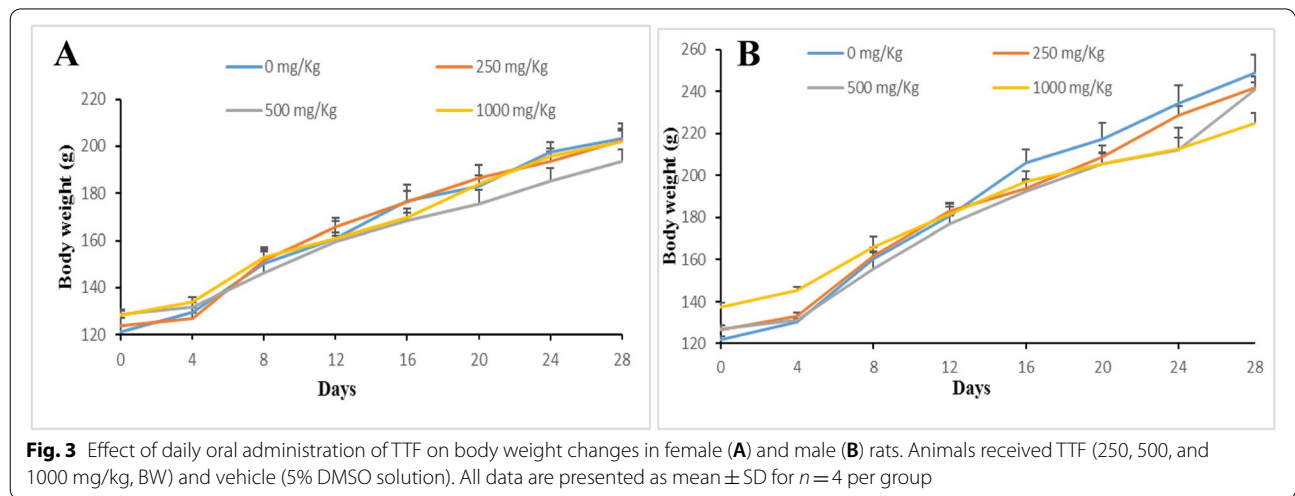 A
0 mg/Kg 250 mg/Kg
500 mg/Kg 1000 mg/Kg
220
200
180
160
140
120
Body weight (g)
0 4 8 12 16 20 24 28
Days
B
0 mg/Kg 250 mg/Kg
500 mg/Kg 1000 mg/Kg
260
240
220
200
180
160
140
120
Body weight (g)
0 4 8 12 16 20 24 28
Days
Fig. 3 Effect of daily oral administration of TTF on body weight changes in female (A) and male (B) rats. Animals received TTF (250, 500, and
1000 mg/kg, BW) and vehicle (5% DMSO solution). All data are presented as mean ± SD for n = 4 per group